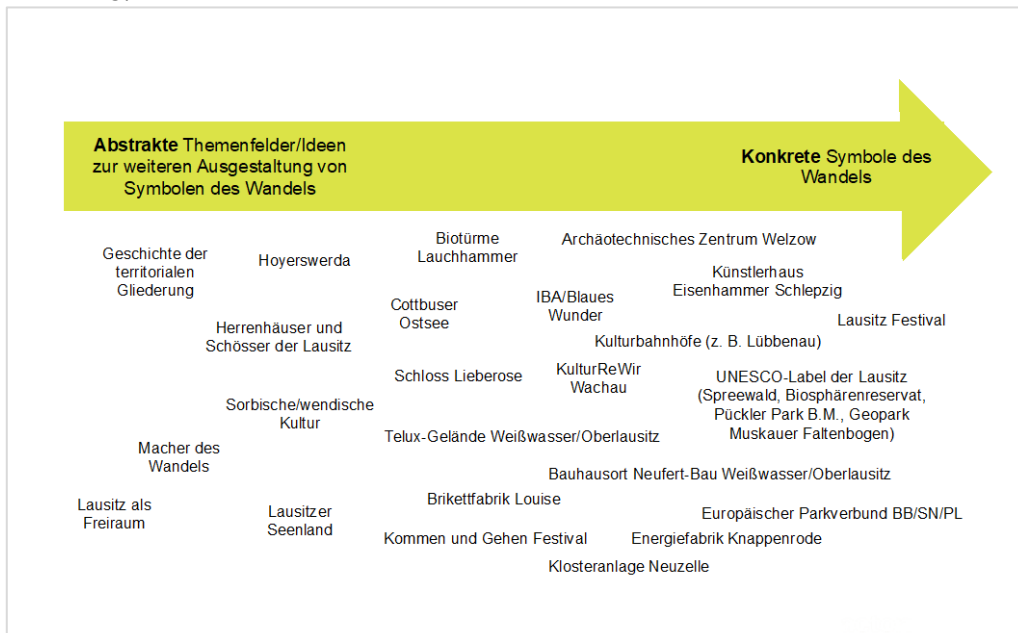 Abstrakte Themenfelder/Ideen
zur weiteren Ausgestaltung von
Symbolen des Wandels
Konkrete Symbole des
Wandels
Geschichte der
territorialen
Gliederung
Hoyerswerda
Biotürme
Lauchhammer
Archäotechnisches Zentrum Welzow
Künstlerhaus
Eisenhammer Schlepzig
Cottbuser
Ostsee
IBA/Blaues
Wunder
Lausitz Festival
Herrenhäuser und
Schösser der Lausitz
Kulturbahnhöfe (z. B. Lübbenau)
Schloss Lieberose
KulturReWir
Wachau
UNESCO-Label der Lausitz
(Spreewald, Biosphärenreservat,
Pückler Park B.M., Geopark
Muskauer Faltenbogen)
Sorbische/wendische
Kultur
Telux-Gelände Weißwasser/Oberlausitz
Macher des
Wandels
Bauhausort Neufert-Bau Weißwasser/Oberlausitz
Lausitz als
Freiraum
Lausitzer
Seenland
Brikettfabrik Louise
Europäischer Parkverbund BB/SN/PL
Kommen und Gehen Festival
Energiefabrik Knappenrode
Klosteranlage Neuzelle